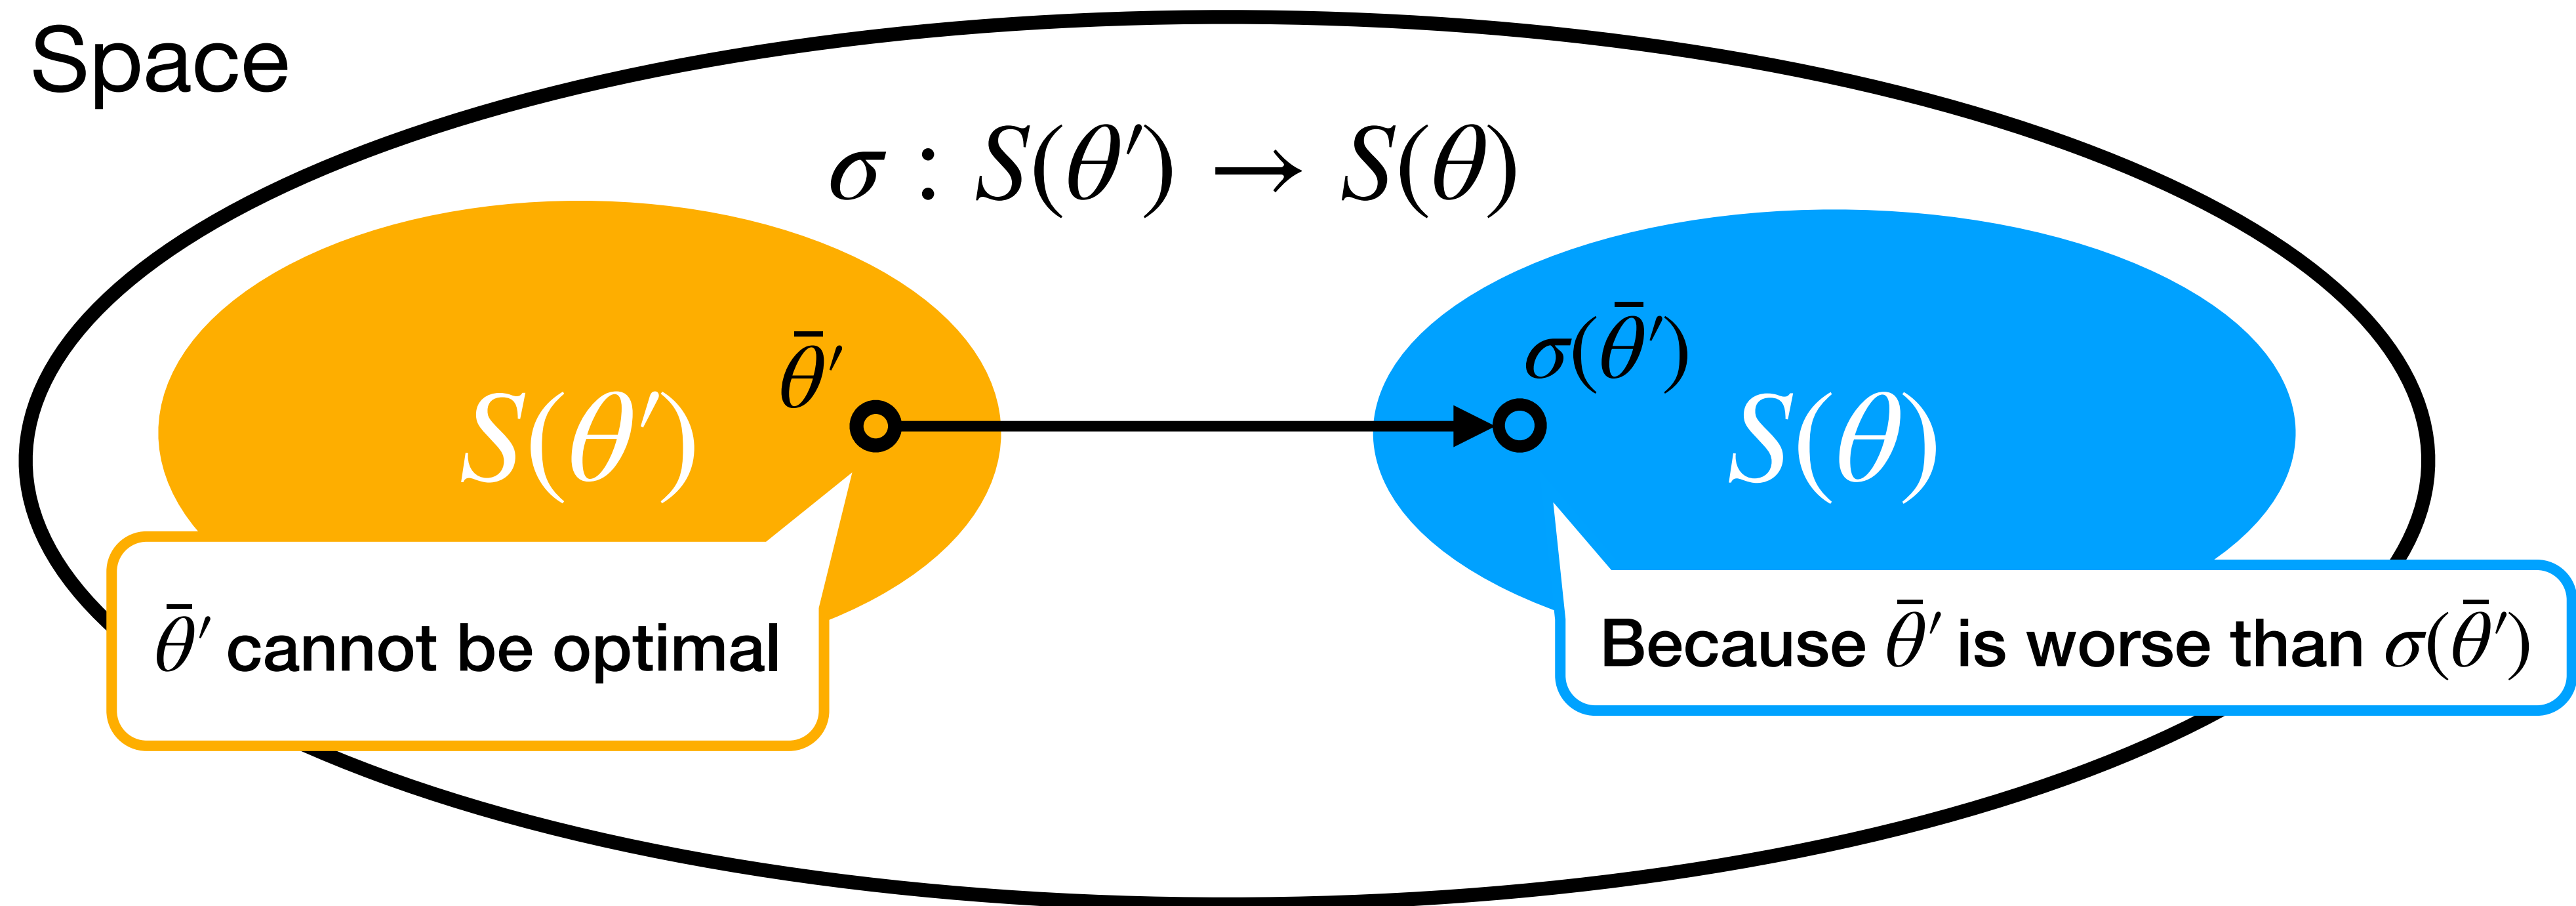 Space
σ : S(θ′) → S(θ)
θ̄′
σ(θ̄′)
S(θ′)
S(θ)
θ̄′ cannot be optimal
Because θ̄′ is worse than σ(θ̄′)